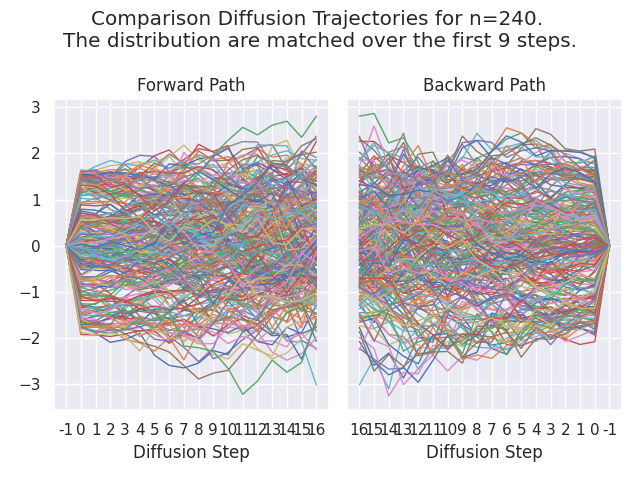 Comparison Diffusion Trajectories for n=240.
The distribution are matched over the first 9 steps.
Forward Path
Backward Path
3
2
1
0
−1
−2
−3
-1 0 1 2 3 4 5 6 7 8 9 10 11 12 13 14 15 16
16 15 14 13 12 11 10 9 8 7 6 5 4 3 2 1 0 -1
Diffusion Step
Diffusion Step